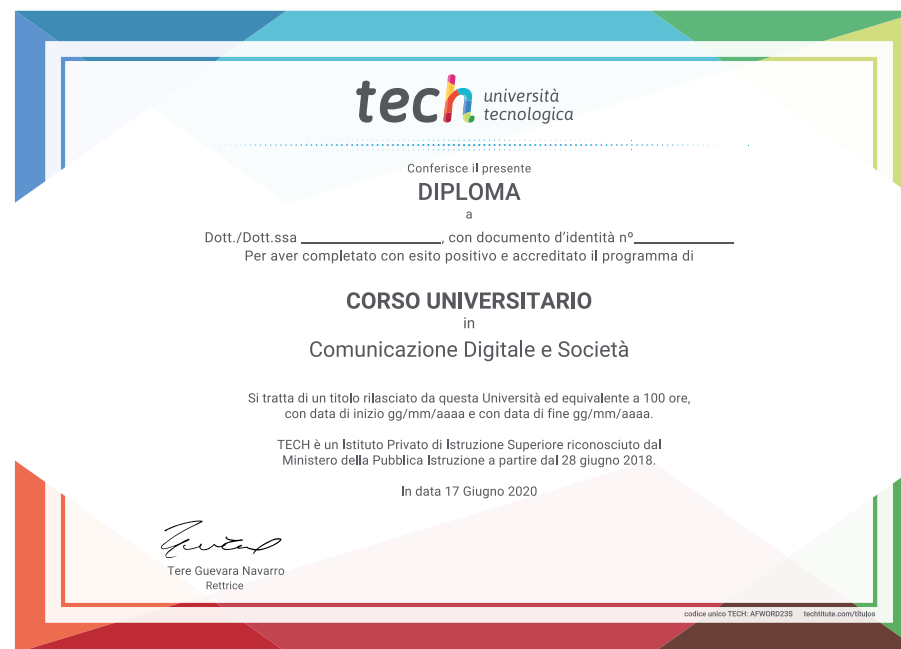 tech università
tecnologica
Conferisce il presente
DIPLOMA
a
Dott./Dott.ssa ____________________, con documento d'identità nº______________
Per aver completato con esito positivo e accreditato il programma di
CORSO UNIVERSITARIO
in
Comunicazione Digitale e Società
Si tratta di un titolo rilasciato da questa Università ed equivalente a 100 ore,
con data di inizio gg/mm/aaaa e con data di fine gg/mm/aaaa.
TECH è un Istituto Privato di Istruzione Superiore riconosciuto dal
Ministero della Pubblica Istruzione a partire dal 28 giugno 2018.
In data 17 Giugno 2020
Tere Guevara Navarro
Rettrice
codice unico TECH: AFWORD23S techtitute.com/títulos